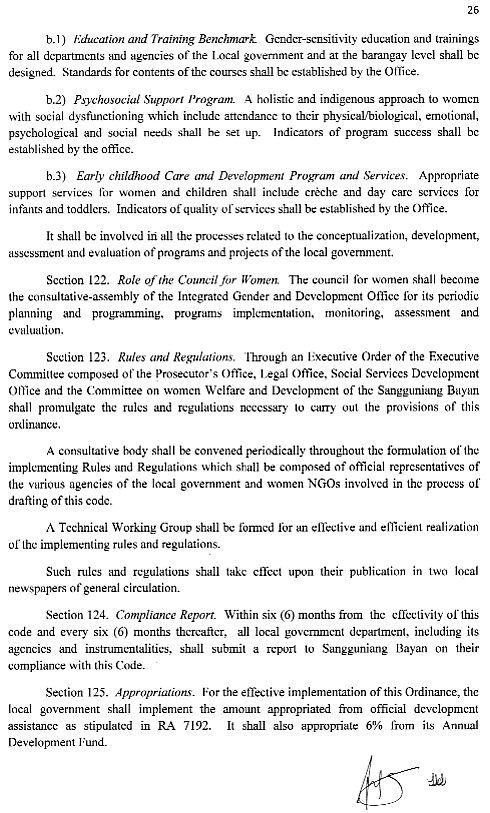 26
b.1) Education and Training Benchmark. Gender-sensitivity education and trainings
for all departments and agencies of the Local government and at the barangay level shall be
designed. Standards for contents of the courses shall be established by the Office.
b.2) Psychosocial Support Program. A holistic and indigenous approach to women
with social dysfunctioning which include attendance to their physical/biological, emotional,
psychological and social needs shall be set up. Indicators of program success shall be
established by the office.
b.3) Early childhood Care and Development Program and Services. Appropriate
support services for women and children shall include crèche and day care services for
infants and toddlers. Indicators of quality of services shall be established by the Office.
It shall be involved in all the processes related to the conceptualization, development,
assessment and evaluation of programs and projects of the local government.
Section 122. Role of the Council for Women. The council for women shall become
the consultative-assembly of the Integrated Gender and Development Office for its periodic
planning and programming, programs implementation, monitoring, assessment and
evaluation.
Section 123. Rules and Regulations. Through an Executive Order of the Executive
Committee composed of the Prosecutor's Office, Legal Office, Social Services Development
Office and the Committee on women Welfare and Development of the Sangguniang Bayan
shall promulgate the rules and regulations necessary to carry out the provisions of this
ordinance.
A consultative body shall be convened periodically throughout the formulation of the
implementing Rules and Regulations which shall be composed of official representatives of
the various agencies of the local government and women NGOs involved in the process of
drafting of this code.
A Technical Working Group shall be formed for an effective and efficient realization
of the implementing rules and regulations.
Such rules and regulations shall take effect upon their publication in two local
newspapers of general circulation.
Section 124. Compliance Report. Within six (6) months from the effectivity of this
code and every six (6) months thereafter, all local government department, including its
agencies and instrumentalities, shall submit a report to Sangguniang Bayan on their
compliance with this Code.
Section 125. Appropriations. For the effective implementation of this Ordinance, the
local government shall implement the amount appropriated from official development
assistance as stipulated in RA 7192. It shall also appropriate 6% from its Annual
Development Fund.